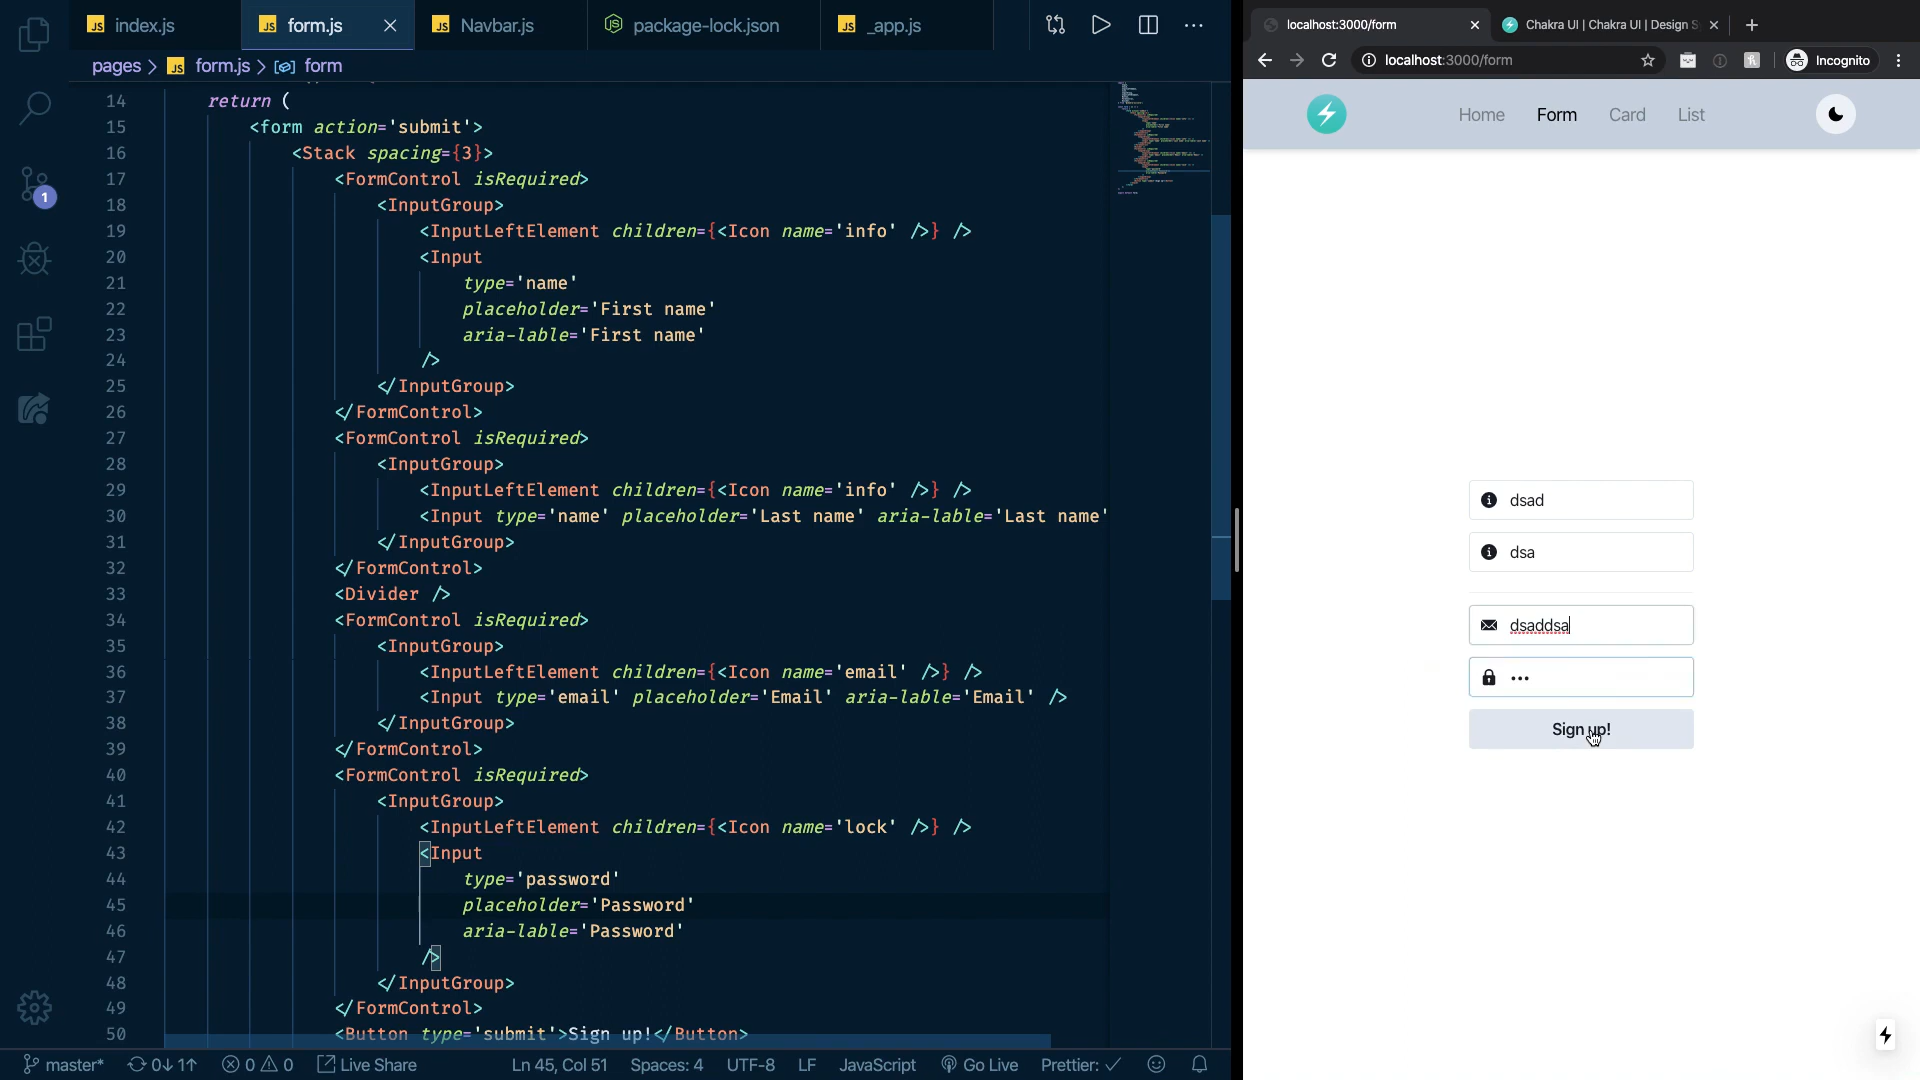 JS index.js
JS form.js
JS Navbar.js
package-lock.json
JS _app.js
pages > JS form.js > form
14 return (
15 <form action='submit'>
16 <Stack spacing={3}>
17 <FormControl isRequired>
18 <InputGroup>
19 <InputLeftElement children={<Icon name='info' />} />
20 <Input
21 type='name'
22 placeholder='First name'
23 aria-lable='First name'
24 />
25 </InputGroup>
26 </FormControl>
27 <FormControl isRequired>
28 <InputGroup>
29 <InputLeftElement children={<Icon name='info' />} />
30 <Input type='name' placeholder='Last name' aria-lable='Last name'
31 </InputGroup>
32 </FormControl>
33 <Divider />
34 <FormControl isRequired>
35 <InputGroup>
36 <InputLeftElement children={<Icon name='email' />} />
37 <Input type='email' placeholder='Email' aria-lable='Email' />
38 </InputGroup>
39 </FormControl>
40 <FormControl isRequired>
41 <InputGroup>
42 <InputLeftElement children={<Icon name='lock' />} />
43 <Input
44 type='password'
45 placeholder='Password'
46 aria-lable='Password'
47 />
48 </InputGroup>
49 </FormControl>
50 <Button type='submit'>Sign up!</Button>
1
master* 0↓ 1↑ 0 0 Live Share Ln 45, Col 51 Spaces: 4 UTF-8 LF JavaScript Go Live Prettier: ✓
localhost:3000/form
Chakra UI | Chakra UI | Design S
localhost:3000/form
Incognito
Home Form Card List
dsad
dsa
dsaddsa
•••
Sign up!